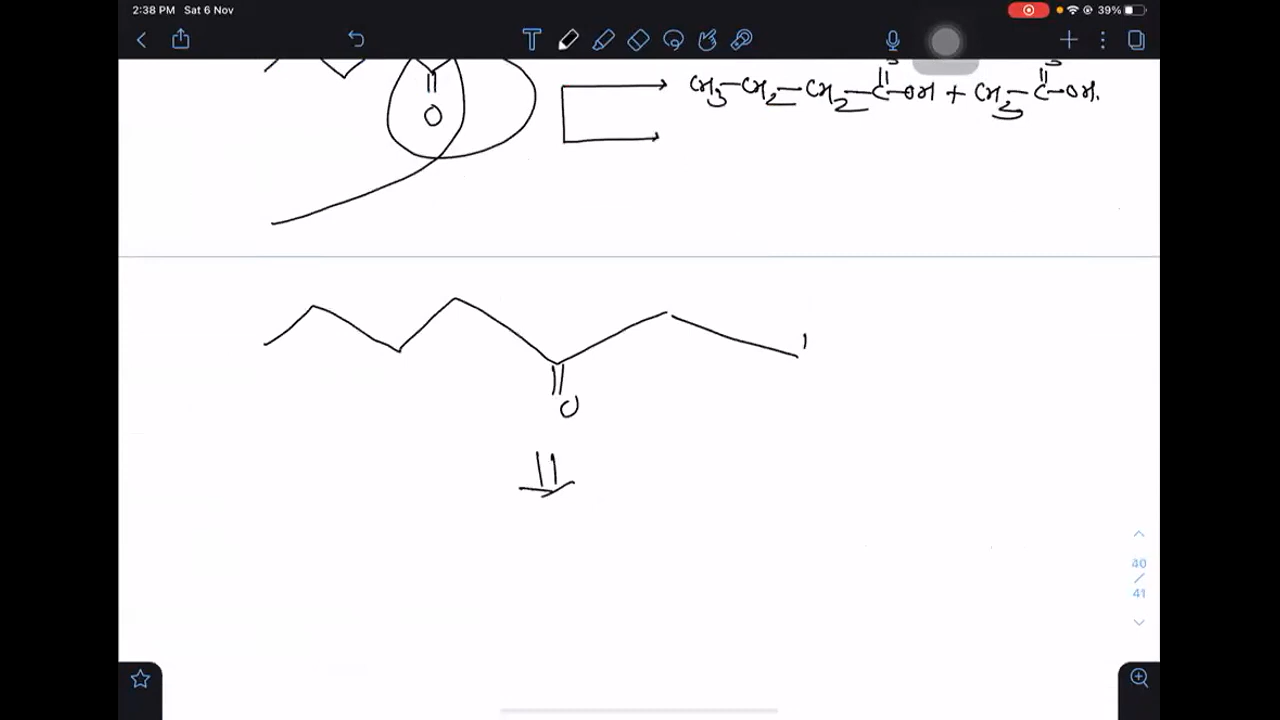 2:38 PM Sat 6 Nov
39%
T
O
CH3-CH2-CH2-C-OH + CH3-C-OH.
O
40
/
41